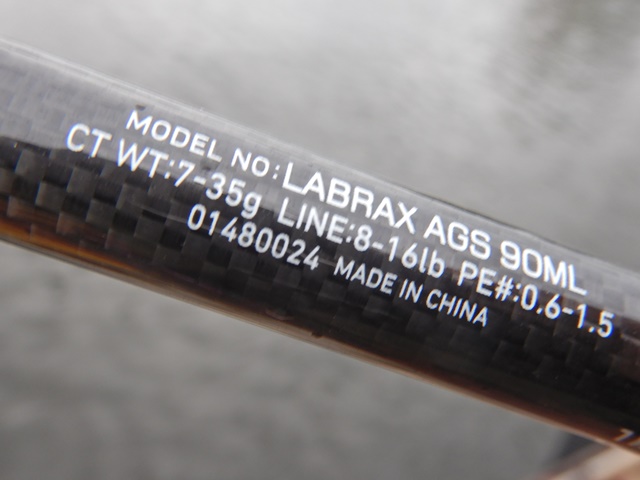 MODEL NO:LABRAX AGS 90ML
CT WT:7-35g LINE:8-16lb PE#:0.6-1.5
01480024 MADE IN CHINA